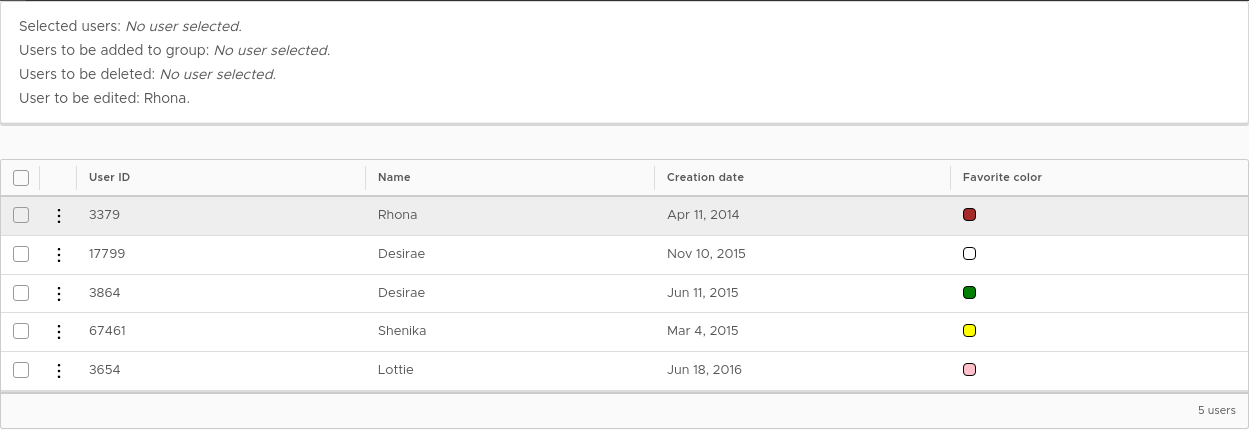 Selected users: No user selected.
Users to be added to group: No user selected.
Users to be deleted: No user selected.
User to be edited: Rhona.
User ID Name Creation date Favorite color
3379 Rhona Apr 11, 2014
17799 Desirae Nov 10, 2015
3864 Desirae Jun 11, 2015
67461 Shenika Mar 4, 2015
3654 Lottie Jun 18, 2016
5 users